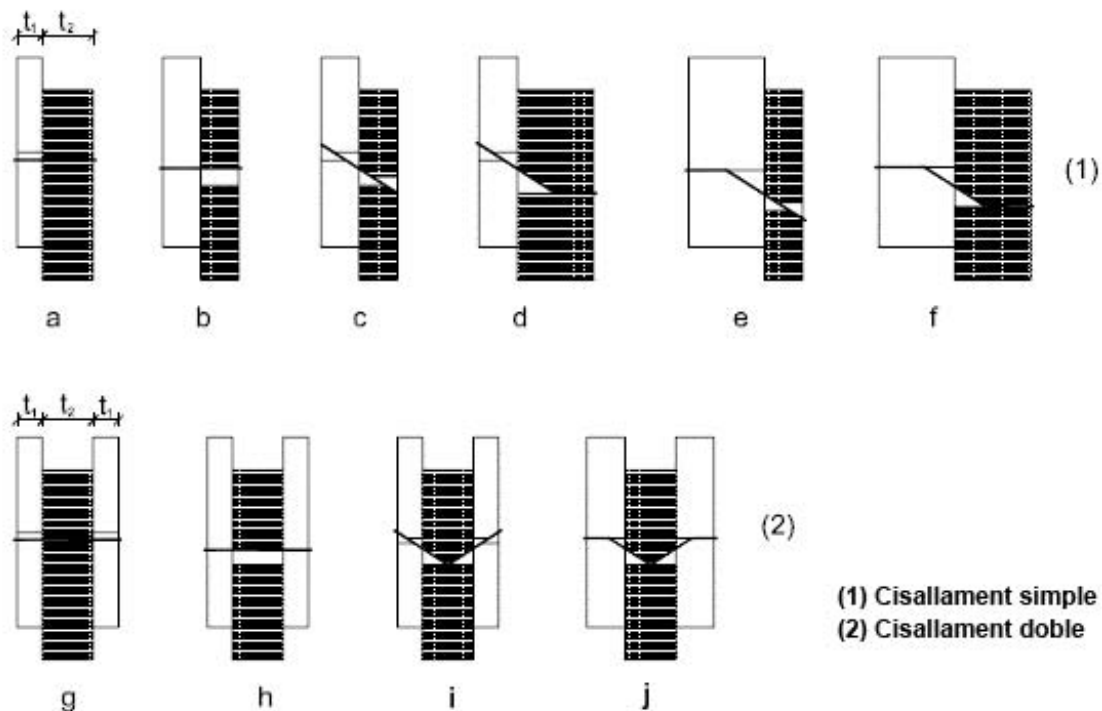 t₁ t₂
(1)
a b c d e f
t₁ t₂ t₁
(2)
g h i j
(1) Cisallament simple
(2) Cisallament doble